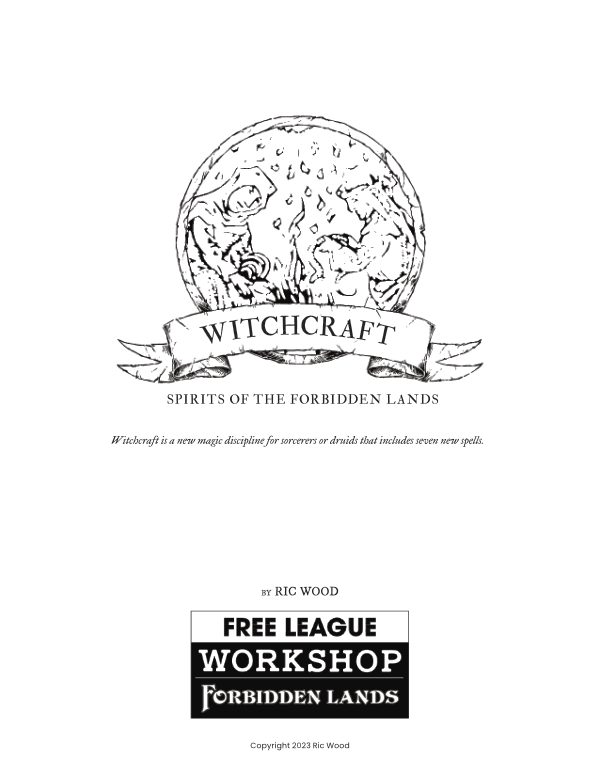 WITCHCRAFT
SPIRITS OF THE FORBIDDEN LANDS
Witchcraft is a new magic discipline for sorcerers or druids that includes seven new spells.
BY RIC WOOD
FREE LEAGUE
WORKSHOP
FORBIDDEN LANDS
Copyright 2023 Ric Wood